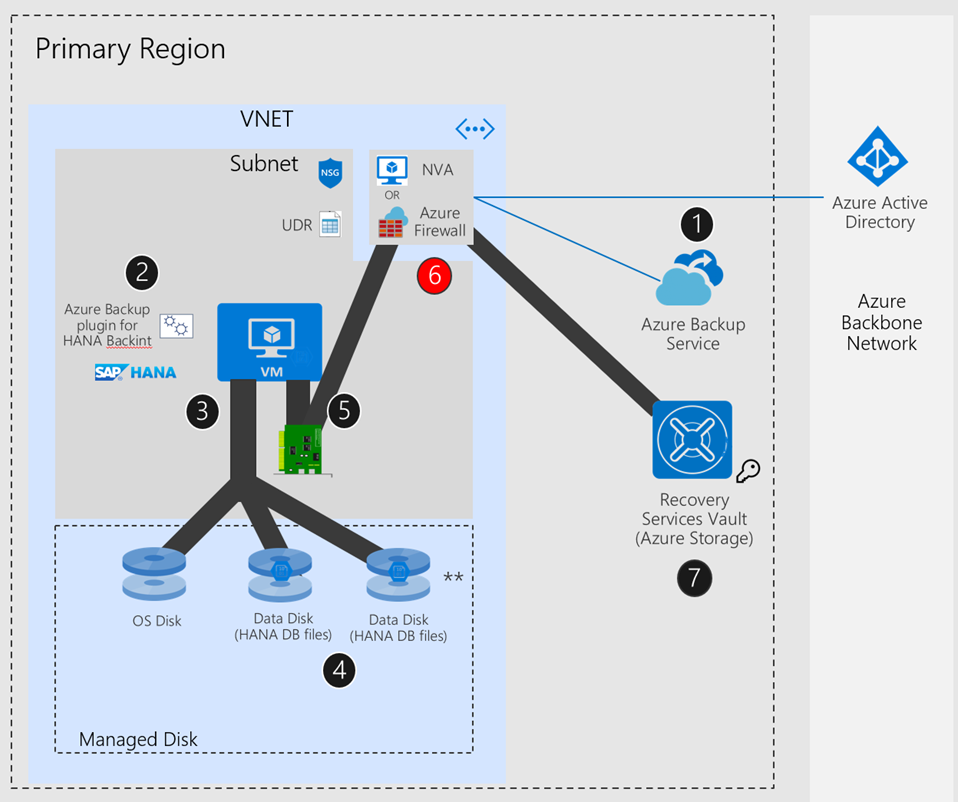 Primary Region
VNET
Subnet
NSG
UDR
NVA
OR
Azure
Firewall
6
1
Azure Backup
Service
Azure Active
Directory
Azure
Backbone
Network
2
Azure Backup
plugin for
HANA Backint
SAP HANA
VM
3
5
Recovery
Services Vault
(Azure Storage)
7
OS Disk
Data Disk
(HANA DB files)
Data Disk
(HANA DB files)
**
4
Managed Disk